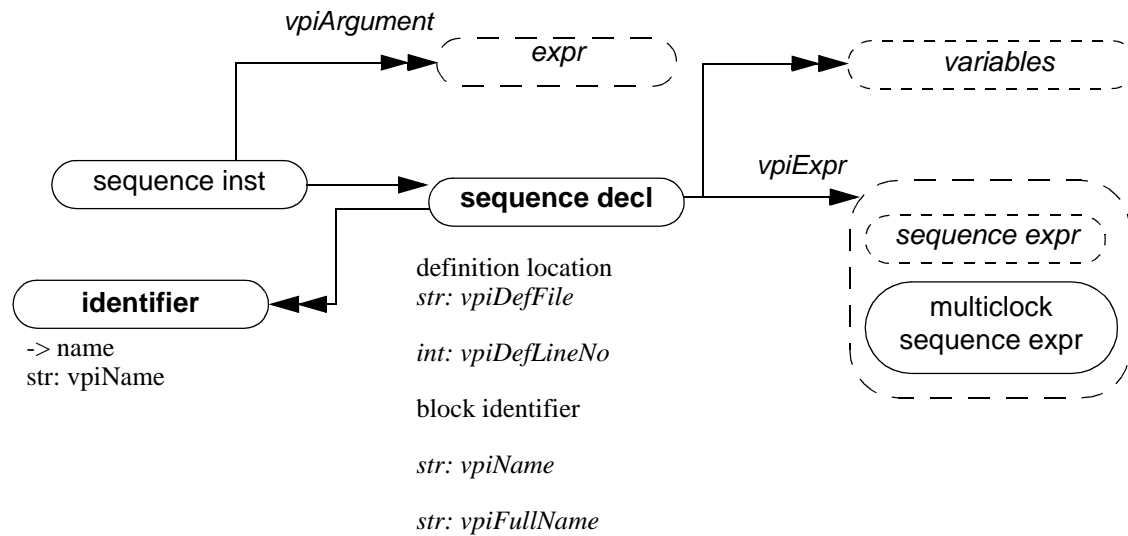 vpiArgument
expr
variables
sequence inst
vpiExpr
sequence decl
sequence expr
multiclock
sequence expr
identifier
-> name
str: vpiName
definition location
str: vpiDefFile
int: vpiDefLineNo
block identifier
str: vpiName
str: vpiFullName